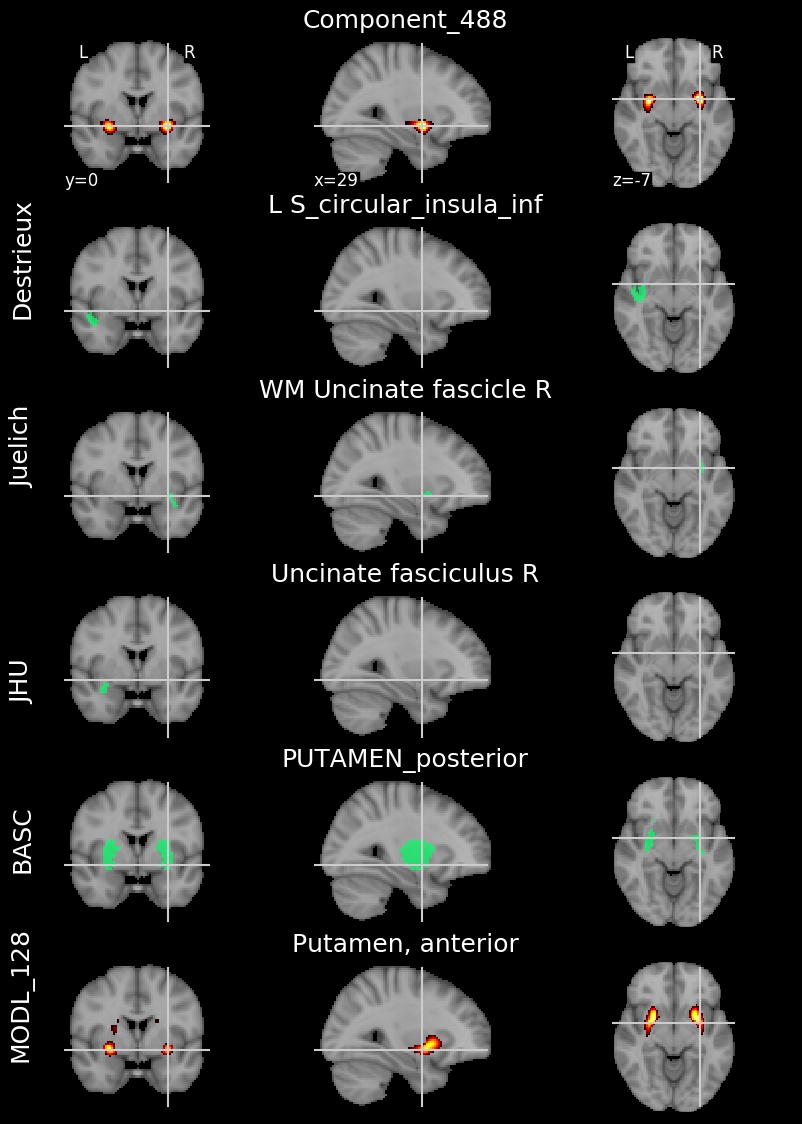 Component_488
L
R
L
R
y=0
x=29
z=-7
Destrieux
L S_circular_insula_inf
Juelich
WM Uncinate fascicle R
JHU
Uncinate fasciculus R
BASC
PUTAMEN_posterior
MODL_128
Putamen, anterior